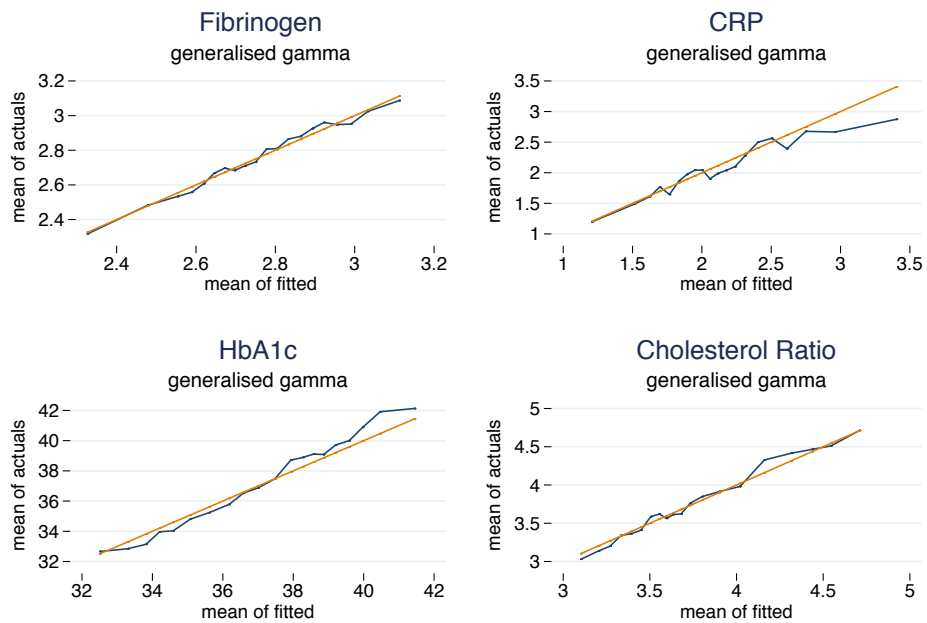 Fibrinogen
generalised gamma
mean of actuals
3.2
3
2.8
2.6
2.4
2.4 2.6 2.8 3 3.2
mean of fitted
CRP
generalised gamma
mean of actuals
3.5
3
2.5
2
1.5
1
1 1.5 2 2.5 3 3.5
mean of fitted
HbA1c
generalised gamma
mean of actuals
42
40
38
36
34
32
32 34 36 38 40 42
mean of fitted
Cholesterol Ratio
generalised gamma
mean of actuals
5
4.5
4
3.5
3
3 3.5 4 4.5 5
mean of fitted